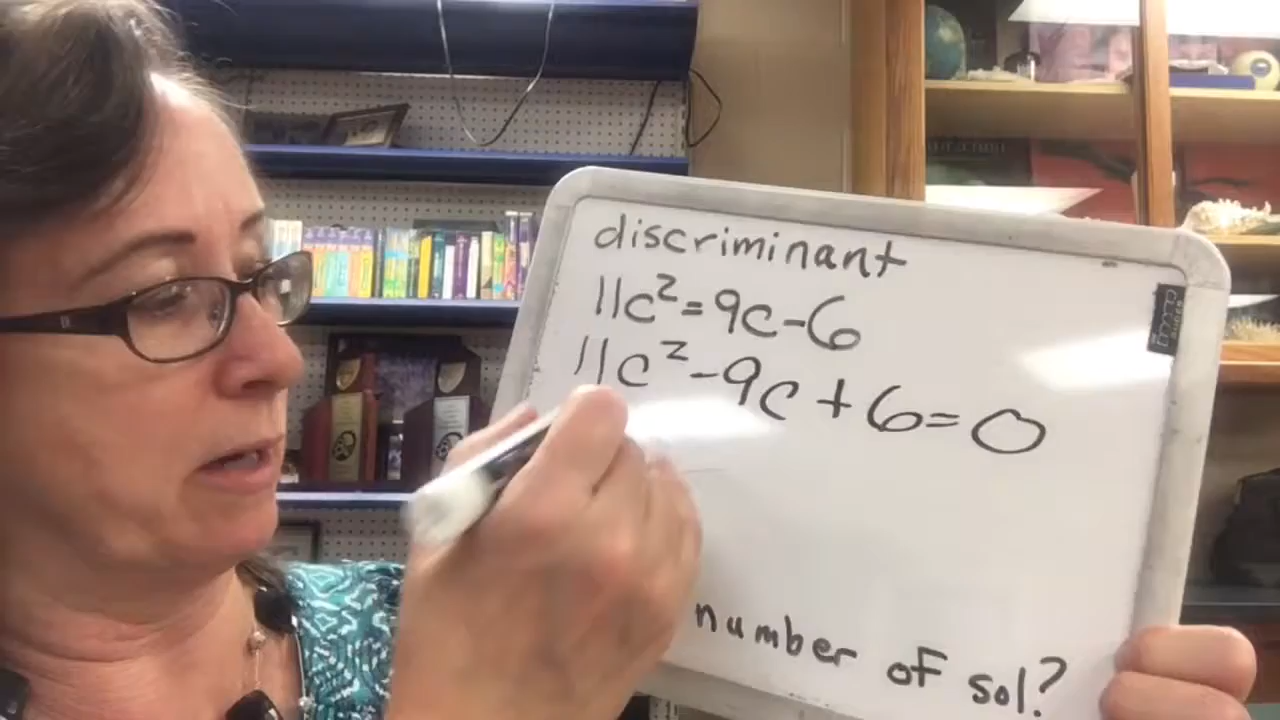 discriminant
11c² = 9c - 6
11c² - 9c + 6 = 0
number of sol?